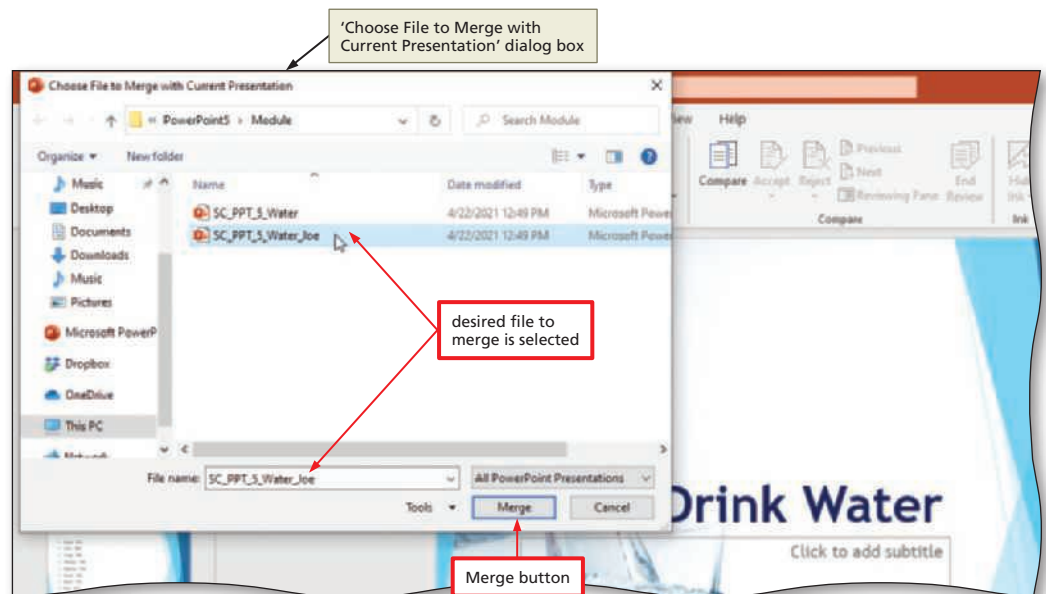 'Choose File to Merge with
Current Presentation' dialog box
Choose File to Merge with Current Presentation
« PowerPoint5 › Module
Search Module
Organize
New folder
Name
Date modified
Type
Music
Desktop
Documents
Downloads
Music
Pictures
Microsoft PowerP
Dropbox
OneDrive
This PC
SC_PPT_5_Water
4/22/2021 12:49 PM
Microsoft Power
SC_PPT_5_Water_Joe
4/22/2021 12:49 PM
Microsoft Power
desired file to
merge is selected
File name:
SC_PPT_5_Water_Joe
All PowerPoint Presentations
Tools
Merge
Cancel
Merge button
Help
Compare
Accept
Reject
Previous
Next
Reviewing Pane
End
Review
Compare
Ink
Drink Water
Click to add subtitle